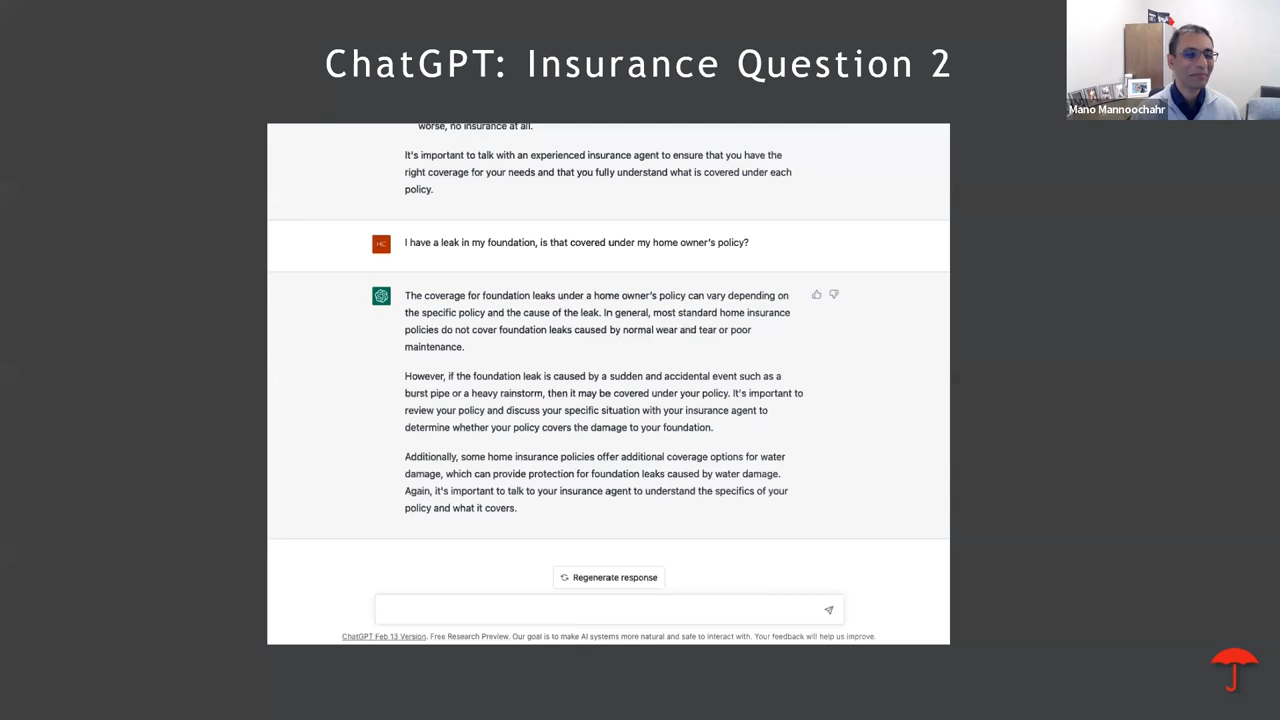 ChatGPT: Insurance Question 2
Mano Mannoochahr
worse, no insurance at all.
It's important to talk with an experienced insurance agent to ensure that you have the
right coverage for your needs and that you fully understand what is covered under each
policy.
HC
I have a leak in my foundation, is that covered under my home owner's policy?
The coverage for foundation leaks under a home owner's policy can vary depending on
the specific policy and the cause of the leak. In general, most standard home insurance
policies do not cover foundation leaks caused by normal wear and tear or poor
maintenance.
However, if the foundation leak is caused by a sudden and accidental event such as a
burst pipe or a heavy rainstorm, then it may be covered under your policy. It's important to
review your policy and discuss your specific situation with your insurance agent to
determine whether your policy covers the damage to your foundation.
Additionally, some home insurance policies offer additional coverage options for water
damage, which can provide protection for foundation leaks caused by water damage.
Again, it's important to talk to your insurance agent to understand the specifics of your
policy and what it covers.
Regenerate response
ChatGPT Feb 13 Version. Free Research Preview. Our goal is to make AI systems more natural and safe to interact with. Your feedback will help us improve.